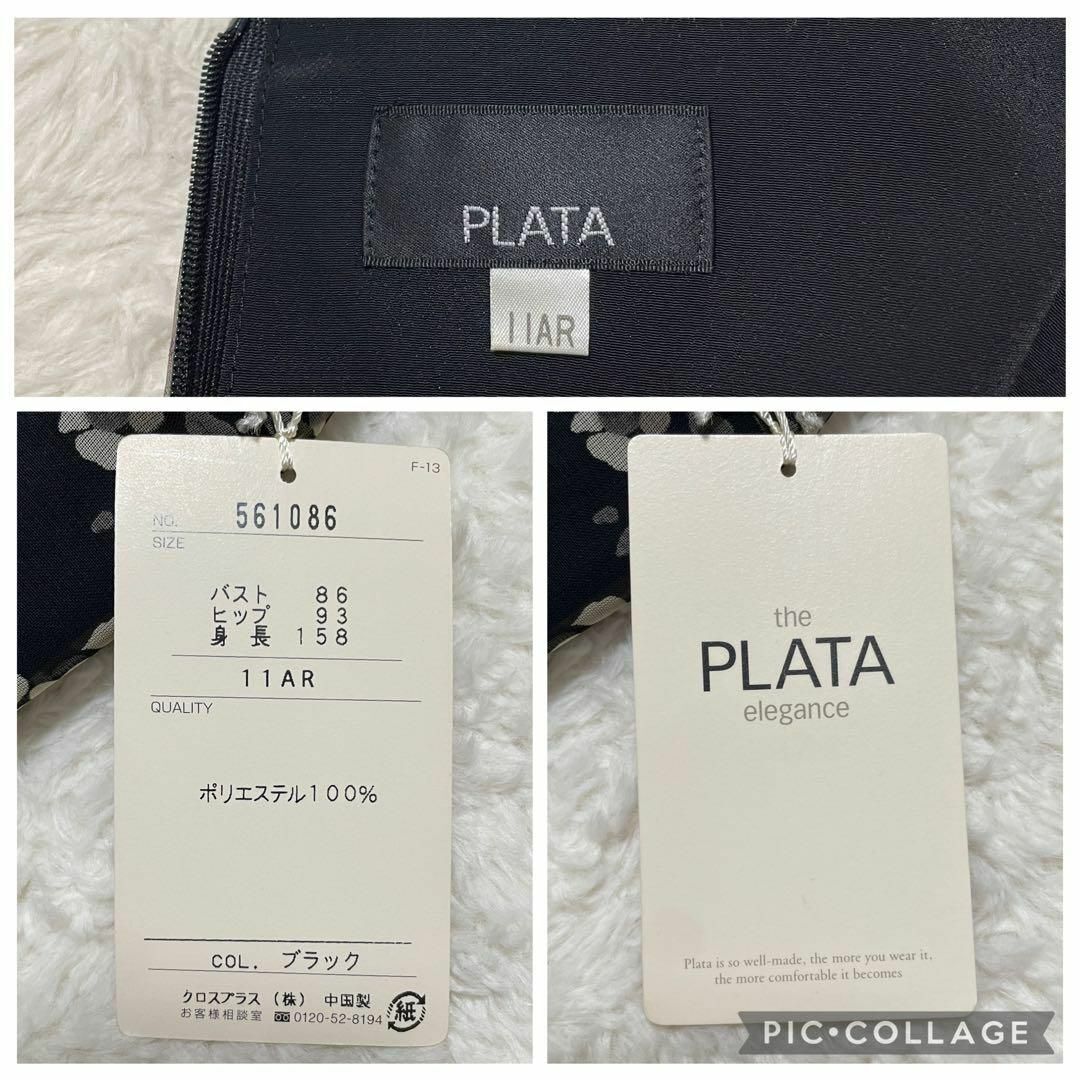 PLATA
11AR
F-13
NO. 561086
SIZE
バスト 86
ヒップ 93
身長 158
11AR
QUALITY
ポリエステル100%
COL. ブラック
クロスプラス(株) 中国製
お客様相談室 0120-52-8194
紙
the
PLATA
elegance
Plata is so well-made, the more you wear it,
the more comfortable it becomes
PIC•COLLAGE